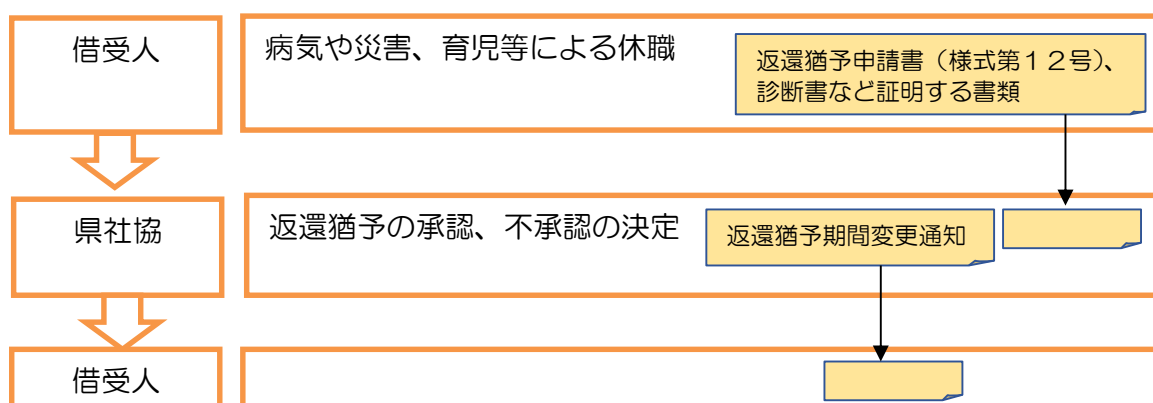 借受人
病気や災害、育児等による休職
返還猶予申請書（様式第１２号）、
診断書など証明する書類
県社協
返還猶予の承認、不承認の決定
返還猶予期間変更通知
借受人